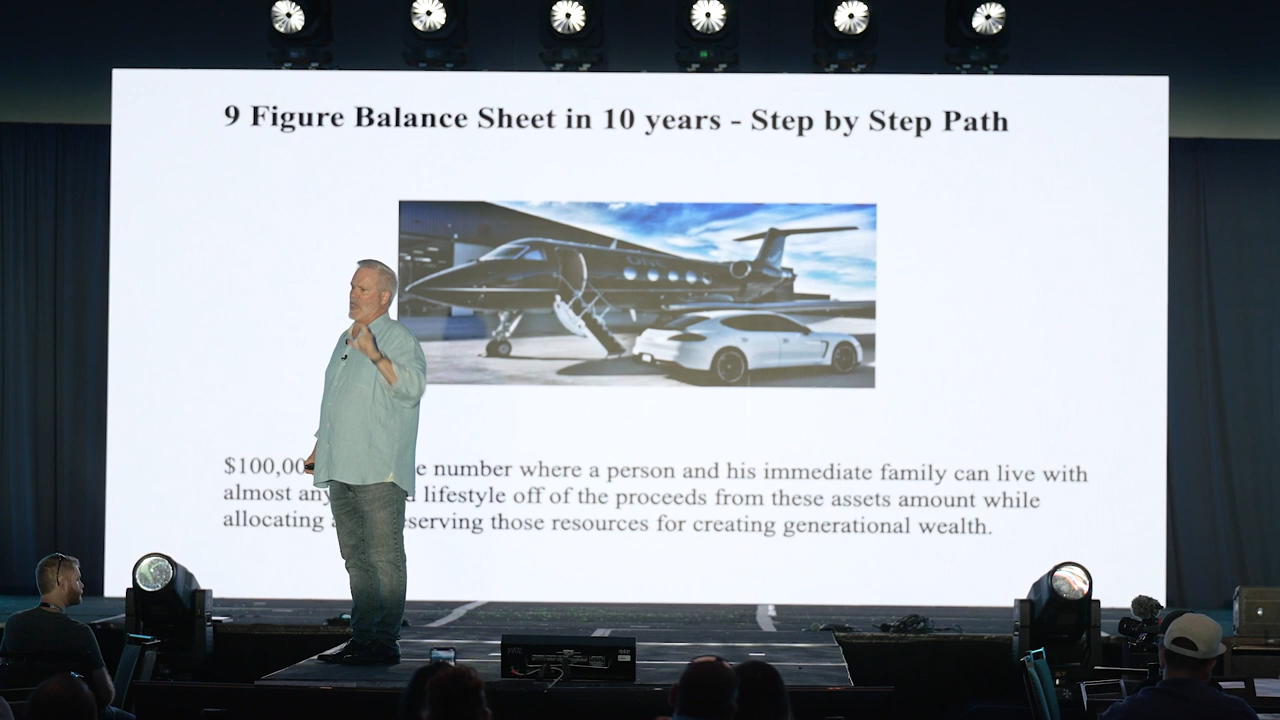 9 Figure Balance Sheet in 10 years - Step by Step Path
$100,00 number where a person and his immediate family can live with
almost any lifestyle off of the proceeds from these assets amount while
allocating those resources for creating generational wealth.